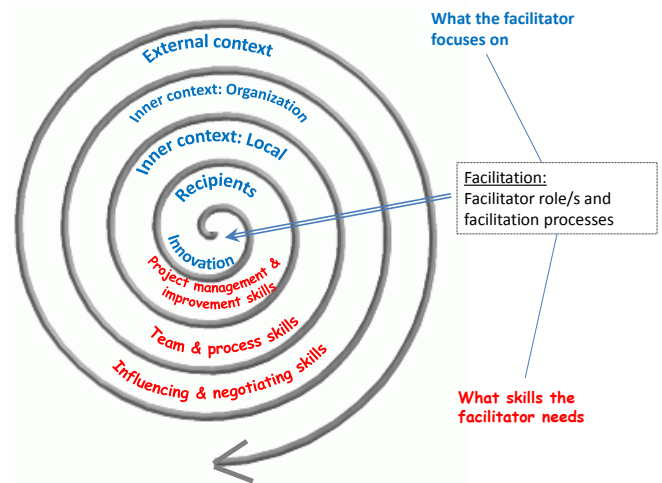 What the facilitator
focuses on
External context
Inner context: Organization
Inner context: Local
Recipients
Innovation
Facilitation:
Facilitator role/s and
facilitation processes
Project management &
improvement skills
Team & process skills
Influencing & negotiating skills
What skills the
facilitator needs